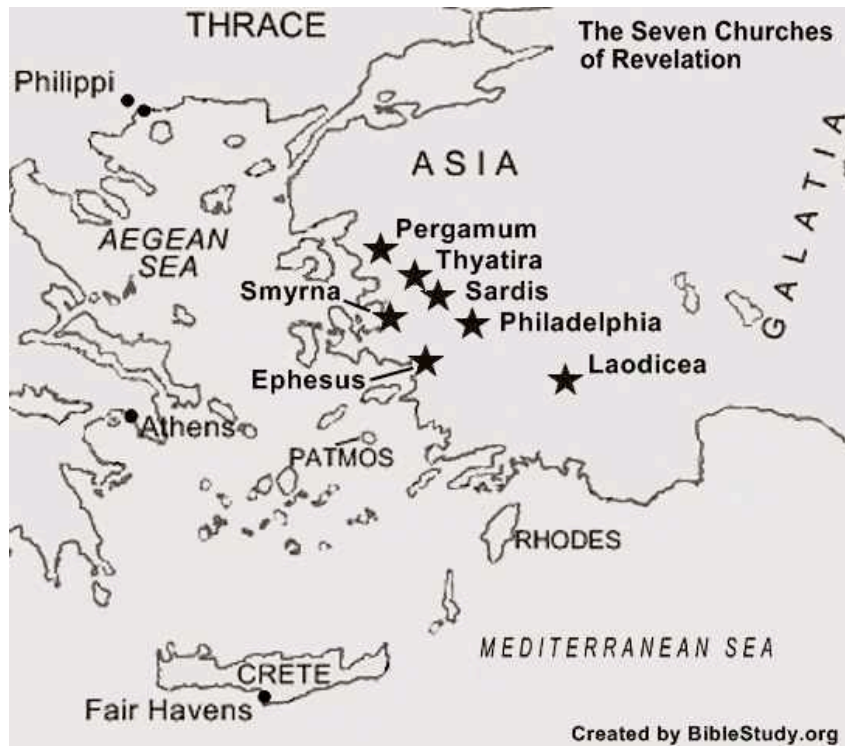 THRACE
The Seven Churches
of Revelation
Philippi
ASIA
GALATIA
AEGEAN
SEA
Pergamum
Thyatira
Smyrna
Sardis
Philadelphia
Ephesus
Laodicea
Athens
PATMOS
RHODES
MEDITERRANEAN SEA
CRETE
Fair Havens
Created by BibleStudy.org